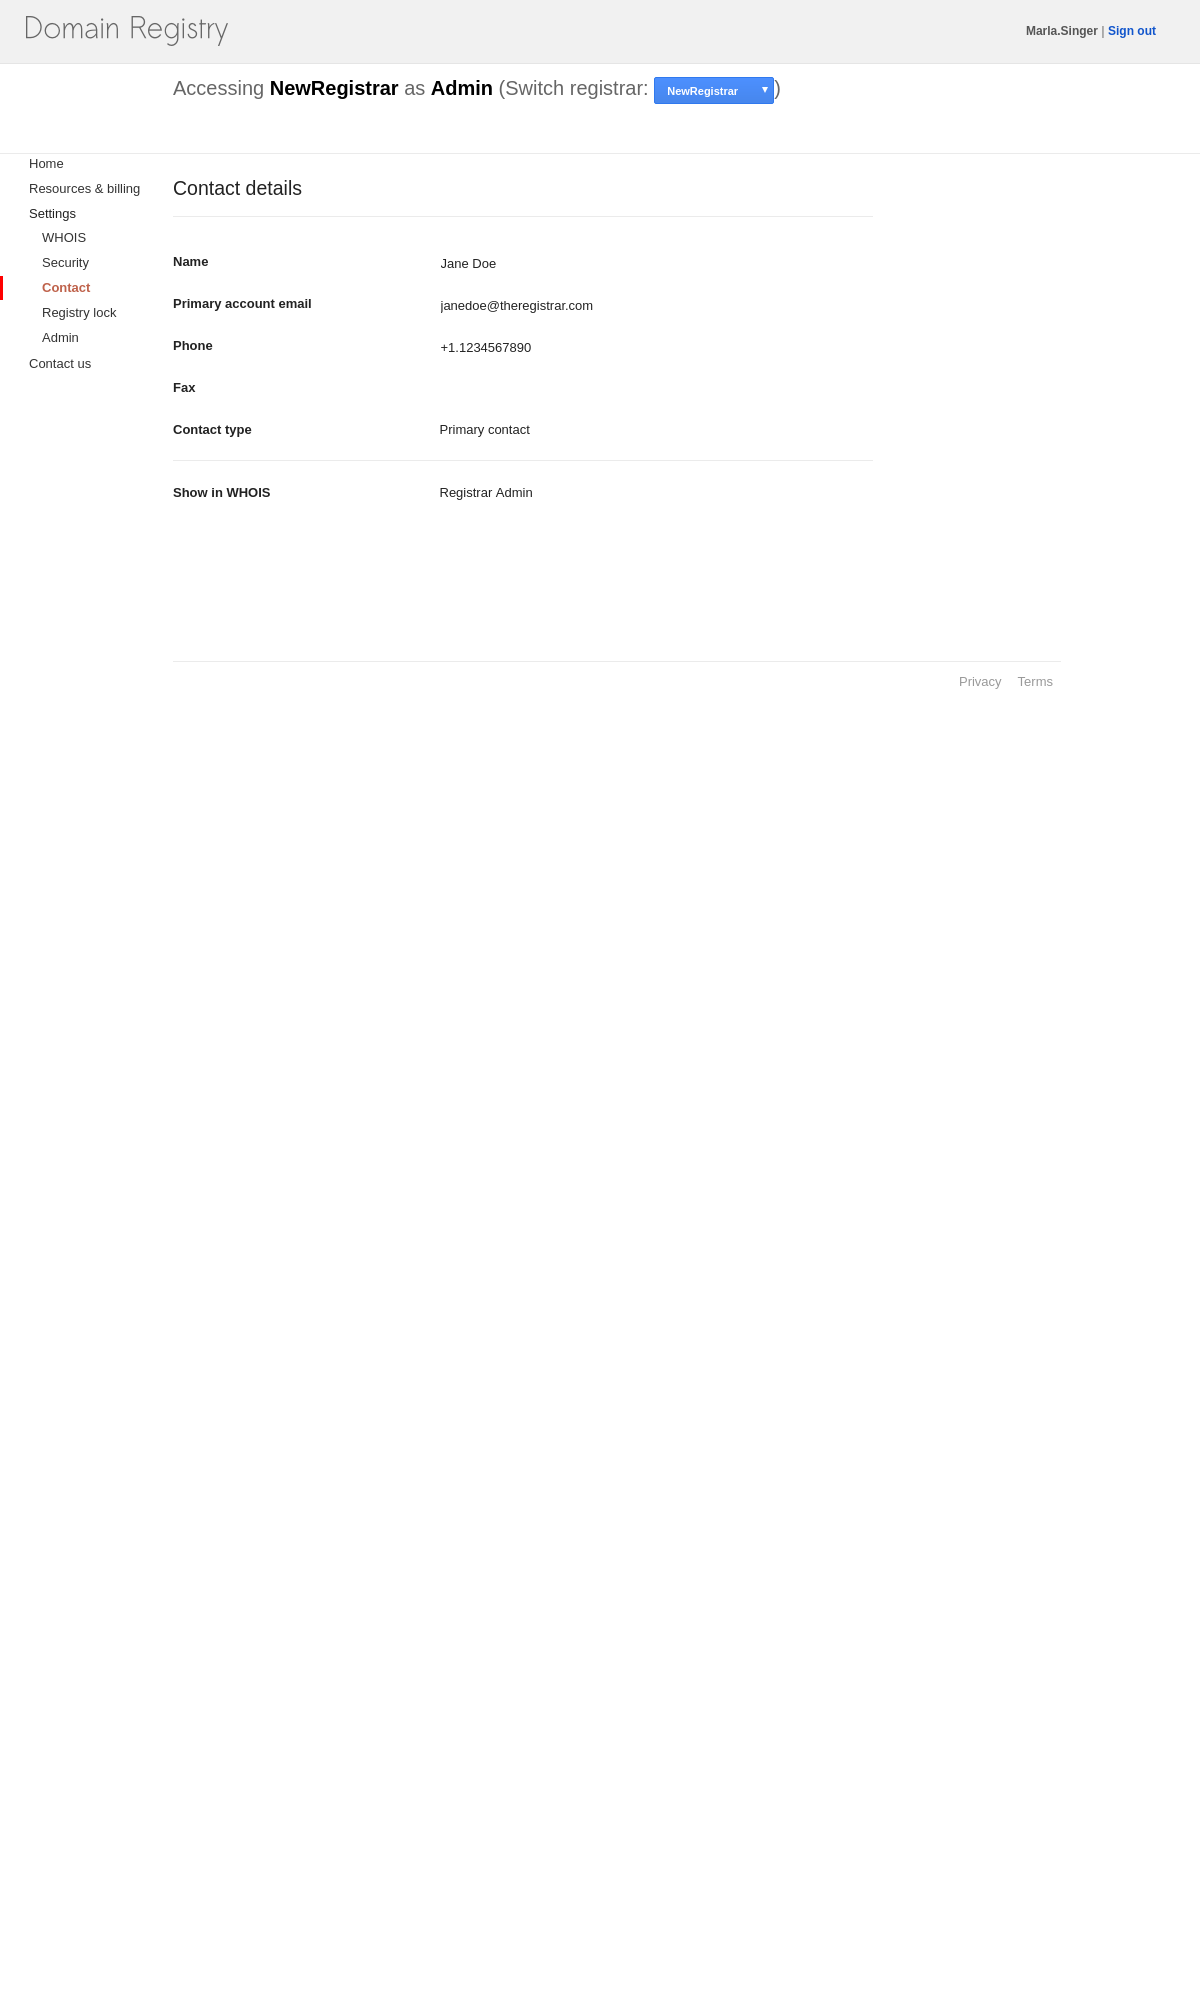 Domain Registry
Marla.Singer | Sign out
Accessing NewRegistrar as Admin (Switch registrar: NewRegistrar ▼)
Home
Resources & billing
Settings
WHOIS
Security
Contact
Registry lock
Admin
Contact us
Contact details
Name Jane Doe
Primary account email janedoe@theregistrar.com
Phone +1.1234567890
Fax
Contact type Primary contact
Show in WHOIS Registrar Admin
Privacy Terms